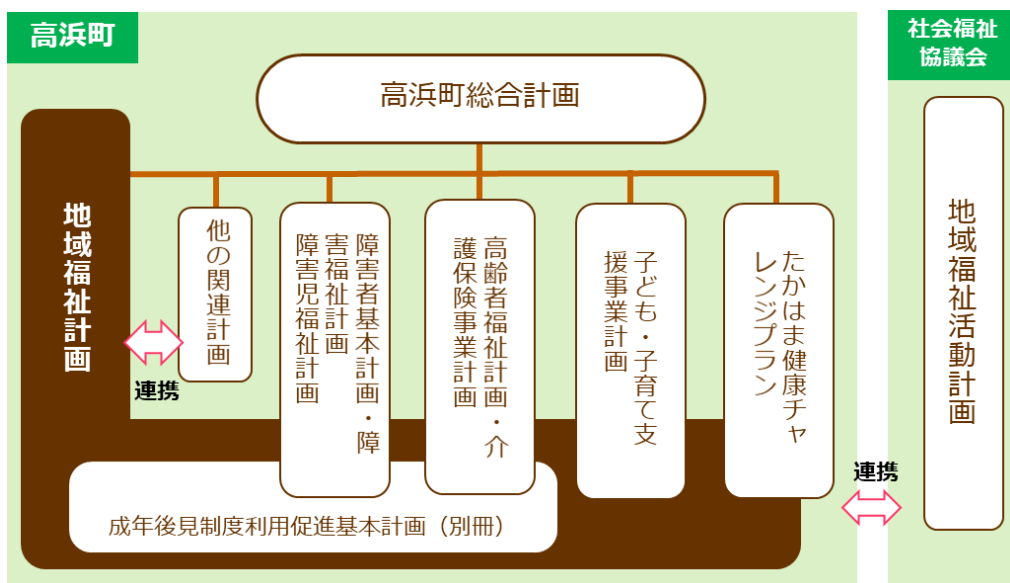 高浜町
社会福祉
協議会
高浜町総合計画
地域福祉計画
他の関連計画
障害者基本計画・障
害福祉計画
障害児福祉計画
高齢者福祉計画・介
護保険事業計画
子ども・子育て支
援事業計画
たかはま健康チャ
レンジプラン
地域福祉活動計画
連携
連携
成年後見制度利用促進基本計画（別冊）